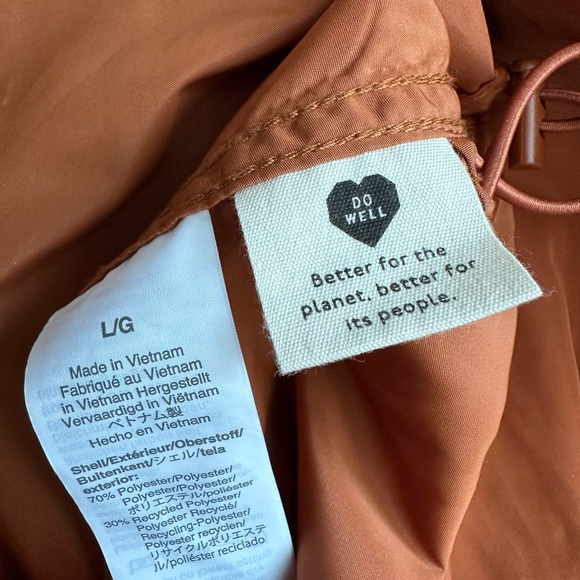 DO
WELL
Better for the
planet, better for
its people.
L/G
Made in Vietnam
Fabriqué au Vietnam
in Vietnam Hergestellt
Vervaardigd in Viëtnam
ベトナム製
Hecho en Vietnam
Shell/Extérieur/Oberstoff/
Buitenkant/シェル/tela
exterior:
70% Polyester/Polyester/
Polyester/Polyester/
ポリエステル/poliéster
30% Recycled Polyester/
Polyester Recyclé/
Recycling-Polyester/
Polyester recyclen/
リサイクルポリエステル
/poliéster reciclado